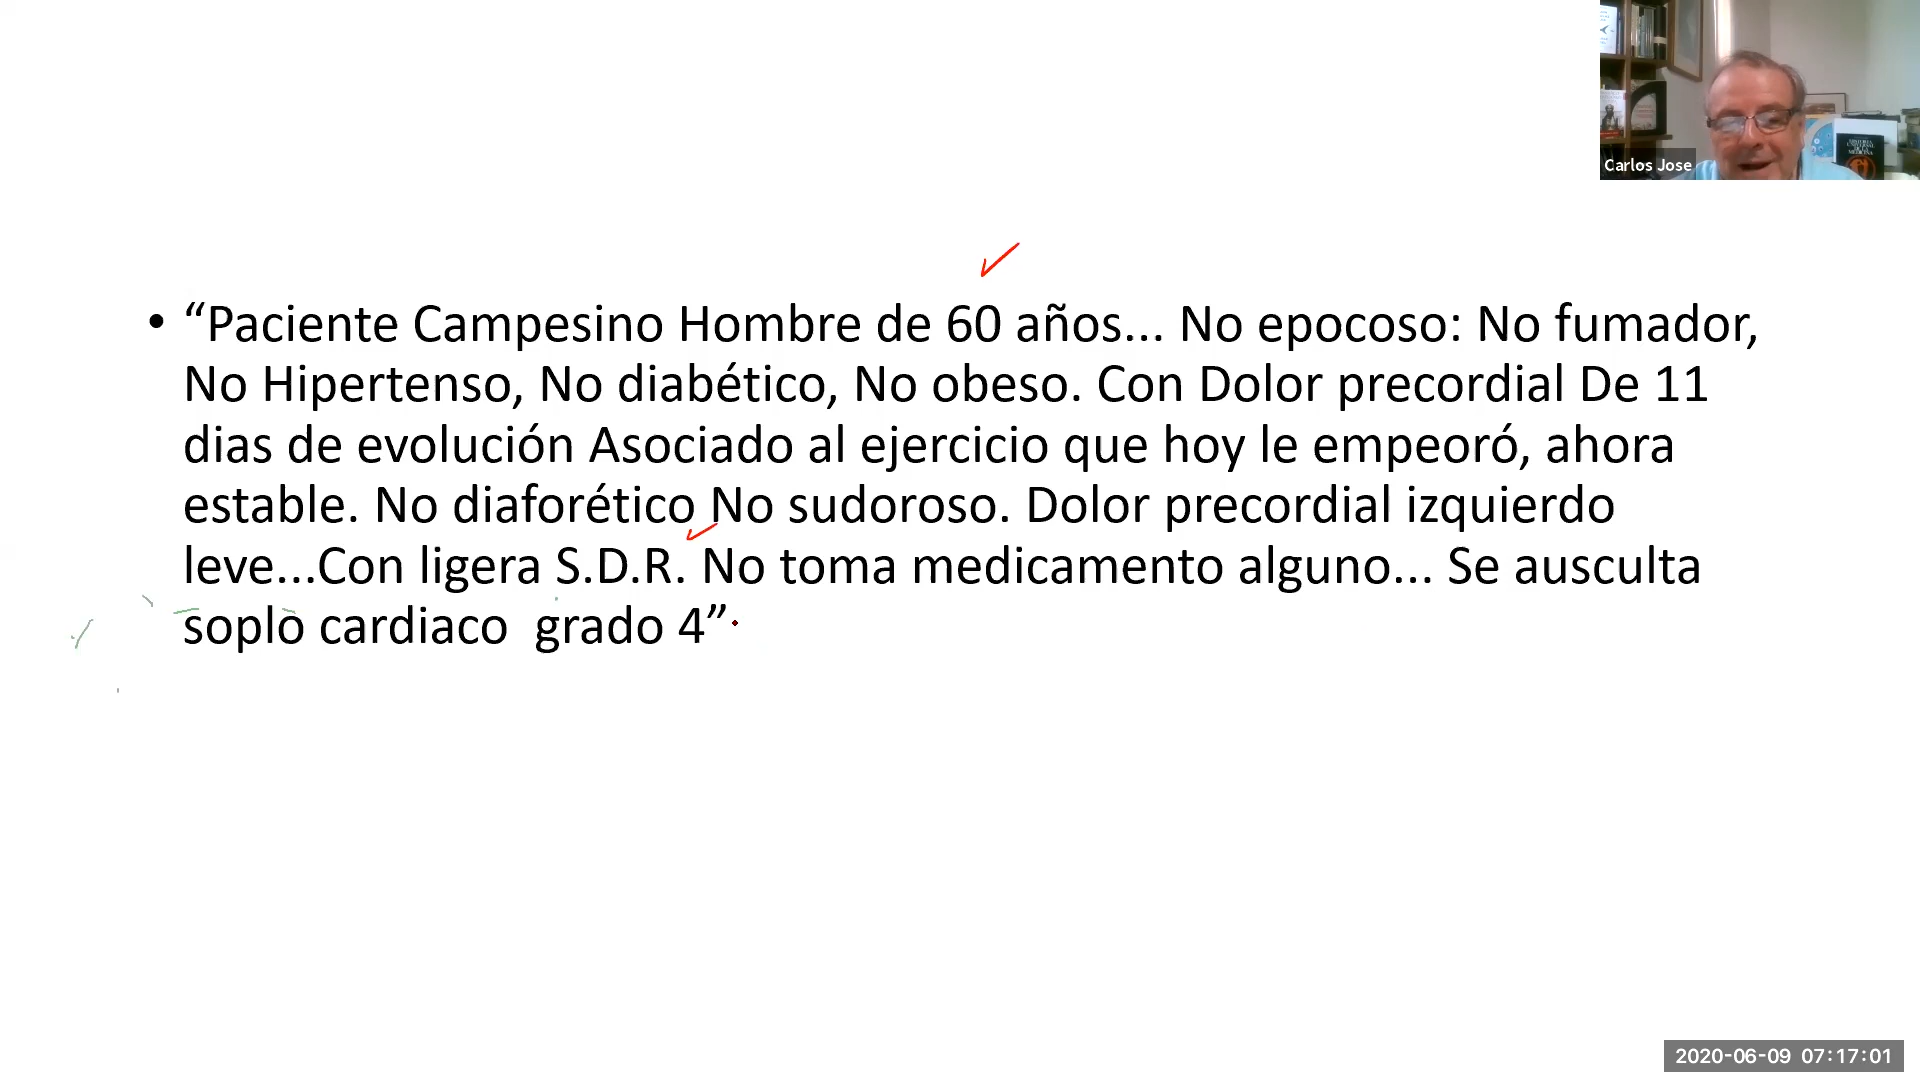 Carlos Jose
• “Paciente Campesino Hombre de 60 años... No epocoso: No fumador,
No Hipertenso, No diabético, No obeso. Con Dolor precordial De 11
dias de evolución Asociado al ejercicio que hoy le empeoró, ahora
estable. No diaforético No sudoroso. Dolor precordial izquierdo
leve...Con ligera S.D.R. No toma medicamento alguno... Se ausculta
soplo cardiaco  grado 4”
2020-06-09 07:17:01